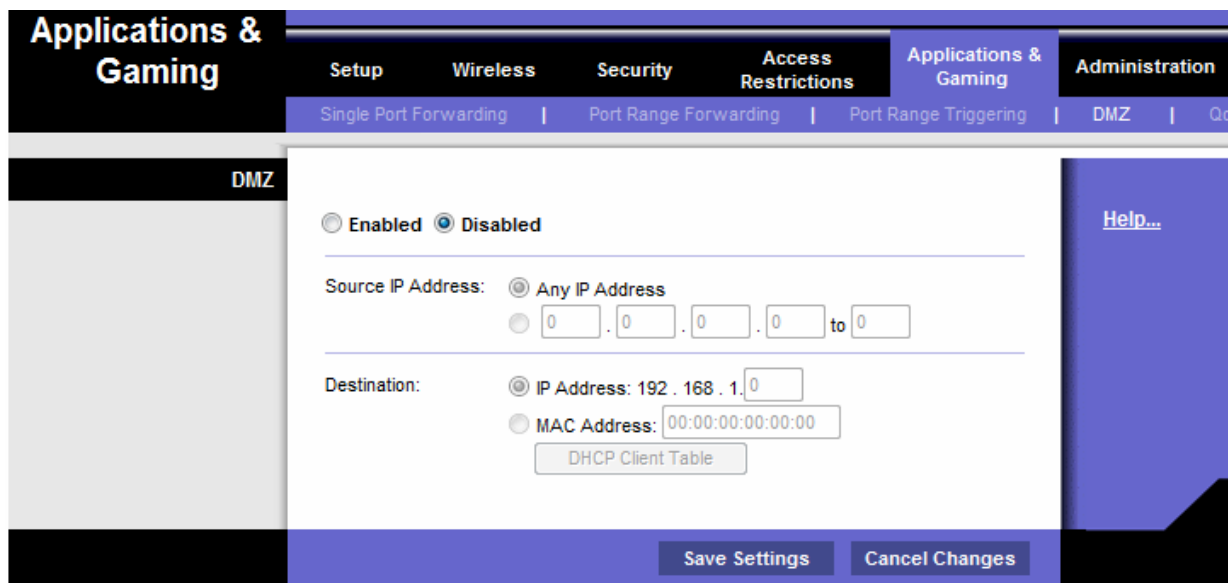 Applications &
Gaming
Setup
Wireless
Security
Access
Restrictions
Applications &
Gaming
Administration
Single Port Forwarding | Port Range Forwarding | Port Range Triggering | DMZ |
DMZ
Enabled Disabled
Help...
Source IP Address: Any IP Address
0 . 0 . 0 . 0 to 0
Destination: IP Address: 192 . 168 . 1. 0
MAC Address: 00:00:00:00:00:00
DHCP Client Table
Save Settings Cancel Changes